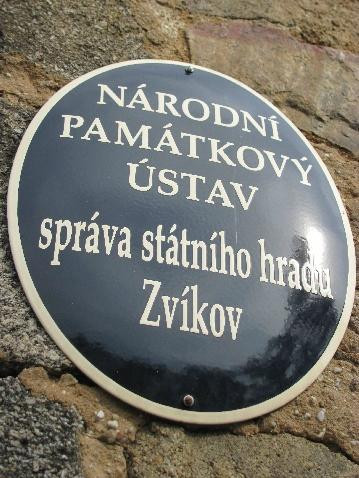 NÁRODNÍ
PAMÁTKOVÝ
ÚSTAV
správa státního hradu
Zvíkov